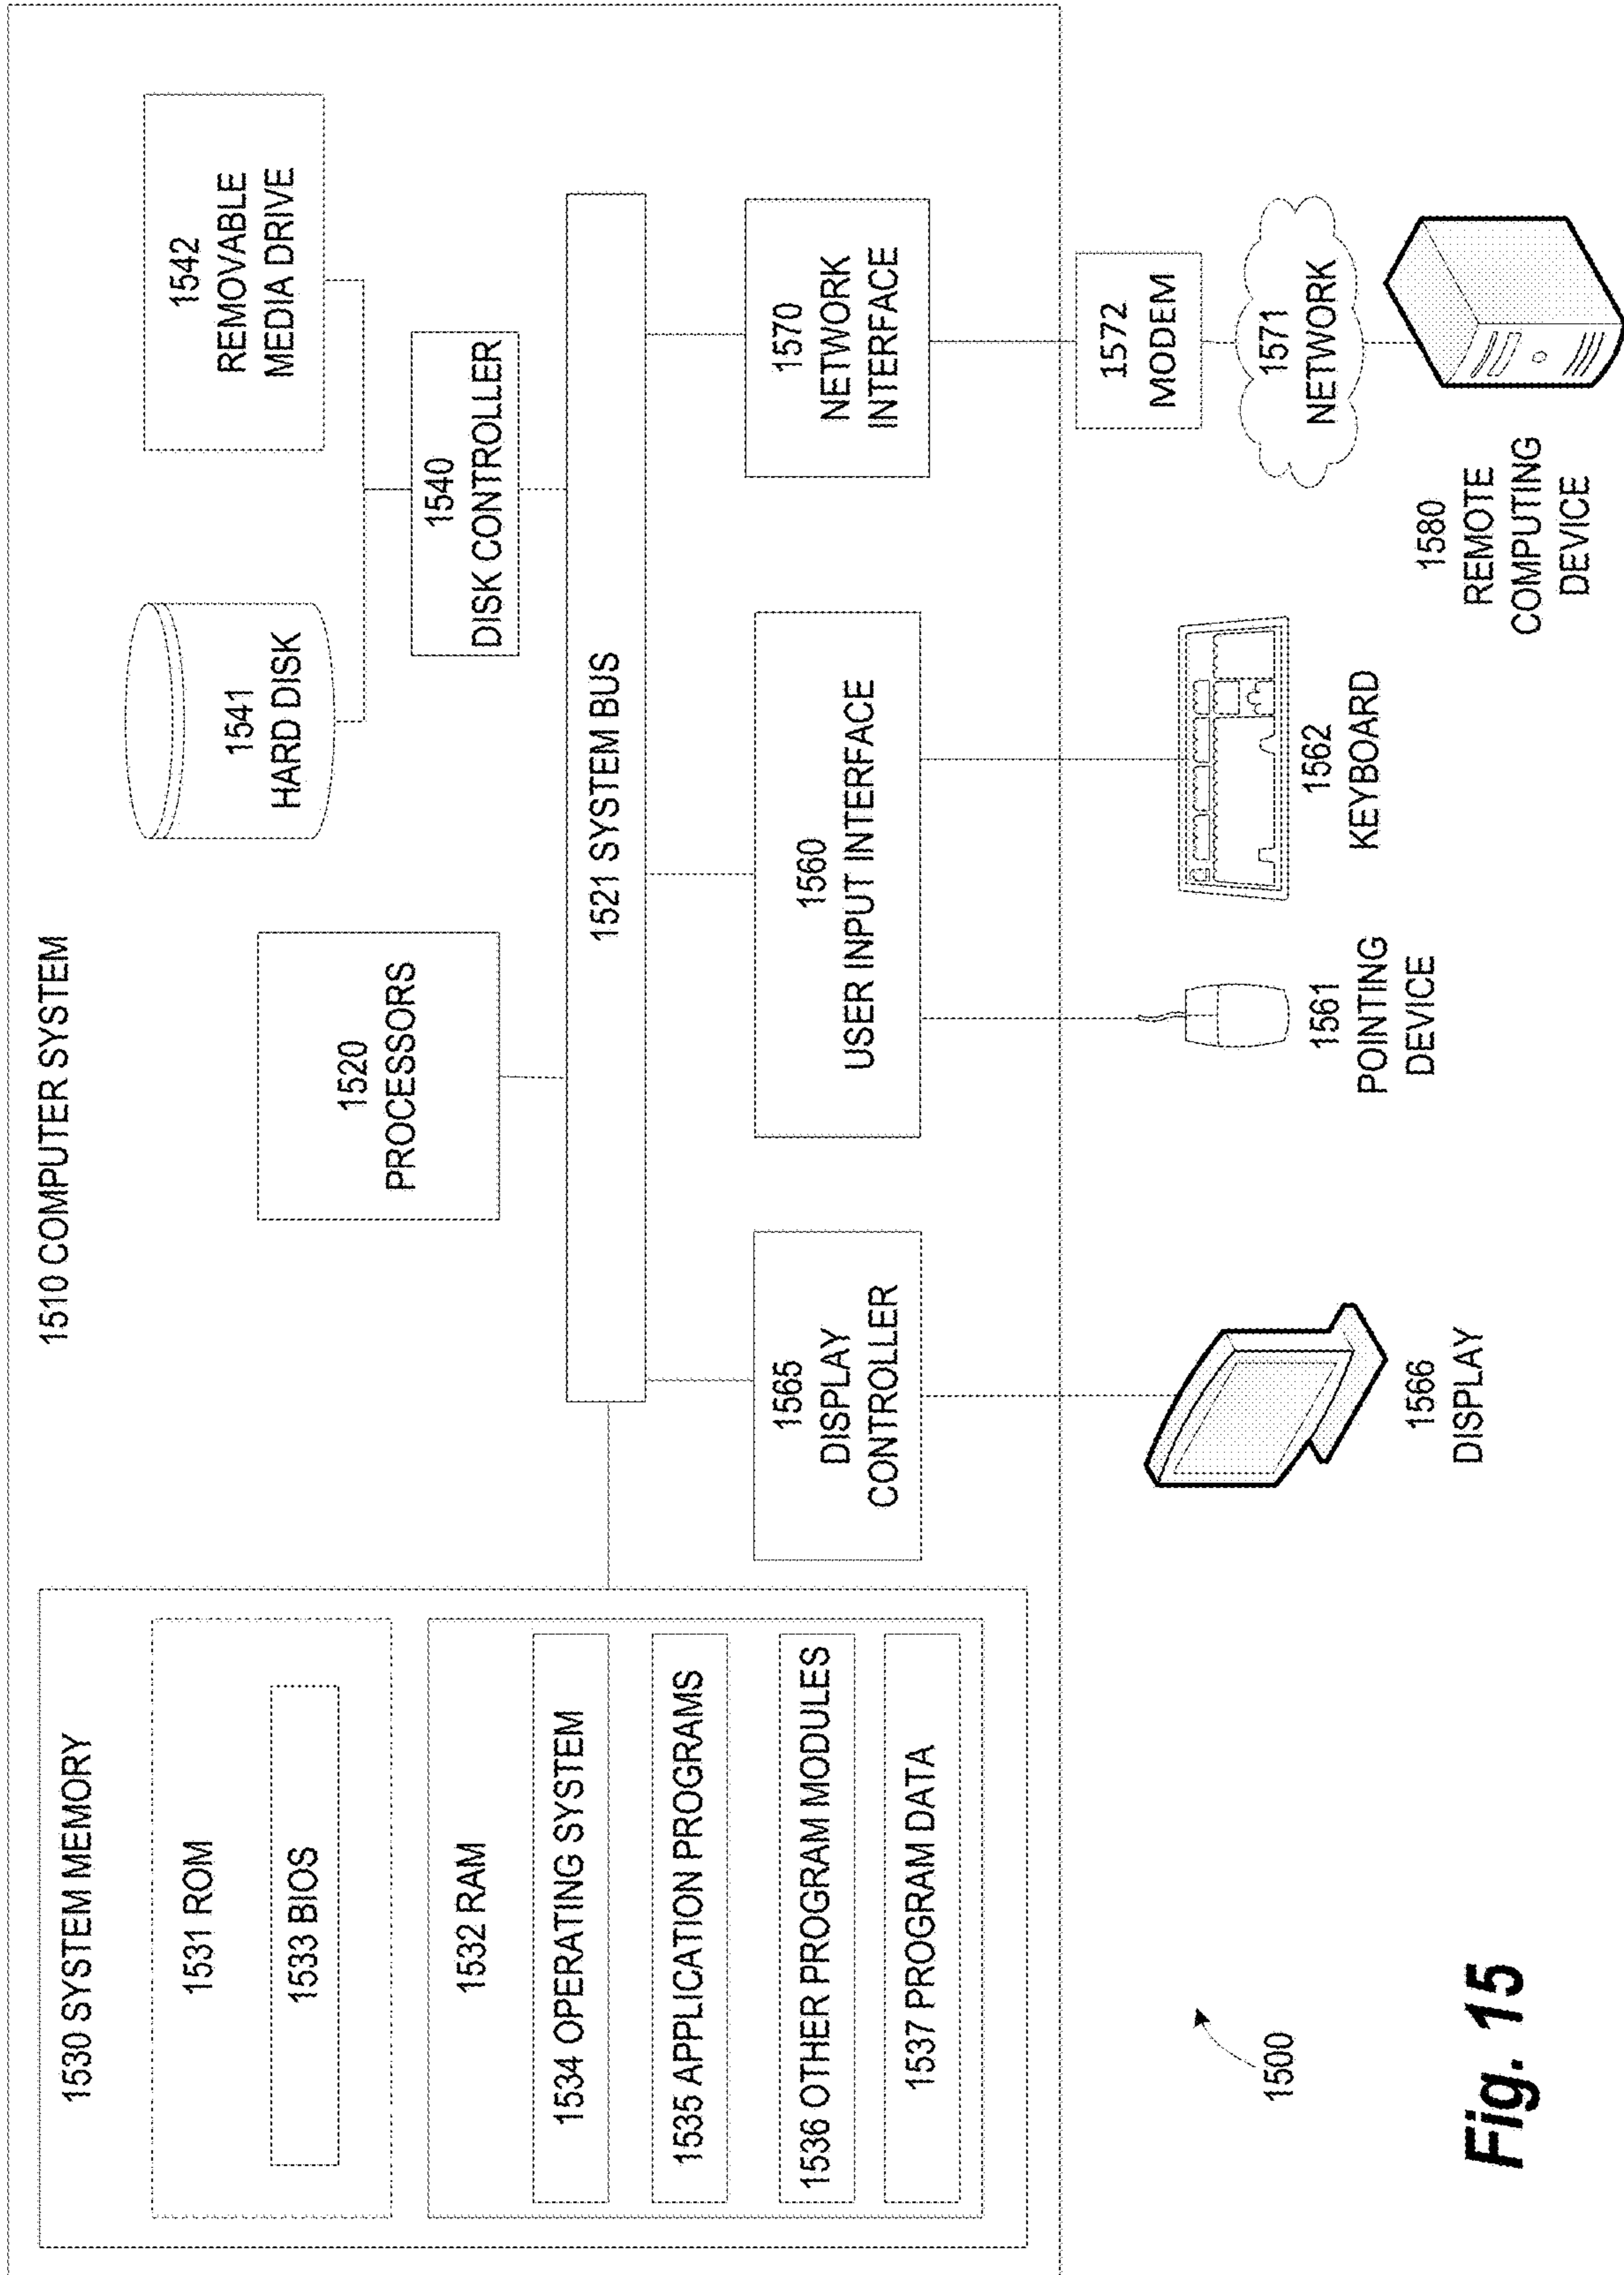 1510 COMPUTER SYSTEM
1530 SYSTEM MEMORY
1531 ROM
1533 BIOS
1532 RAM
1534 OPERATING SYSTEM
1535 APPLICATION PROGRAMS
1536 OTHER PROGRAM MODULES
1537 PROGRAM DATA
1520
PROCESSORS
1541
HARD DISK
1542
REMOVABLE
MEDIA DRIVE
1540
DISK CONTROLLER
1521 SYSTEM BUS
1565
DISPLAY
CONTROLLER
1560
USER INPUT INTERFACE
1570
NETWORK
INTERFACE
1572
MODEM
1571
NETWORK
1566
DISPLAY
1561
POINTING
DEVICE
1562
KEYBOARD
1580
REMOTE
COMPUTING
DEVICE
1500
Fig. 15